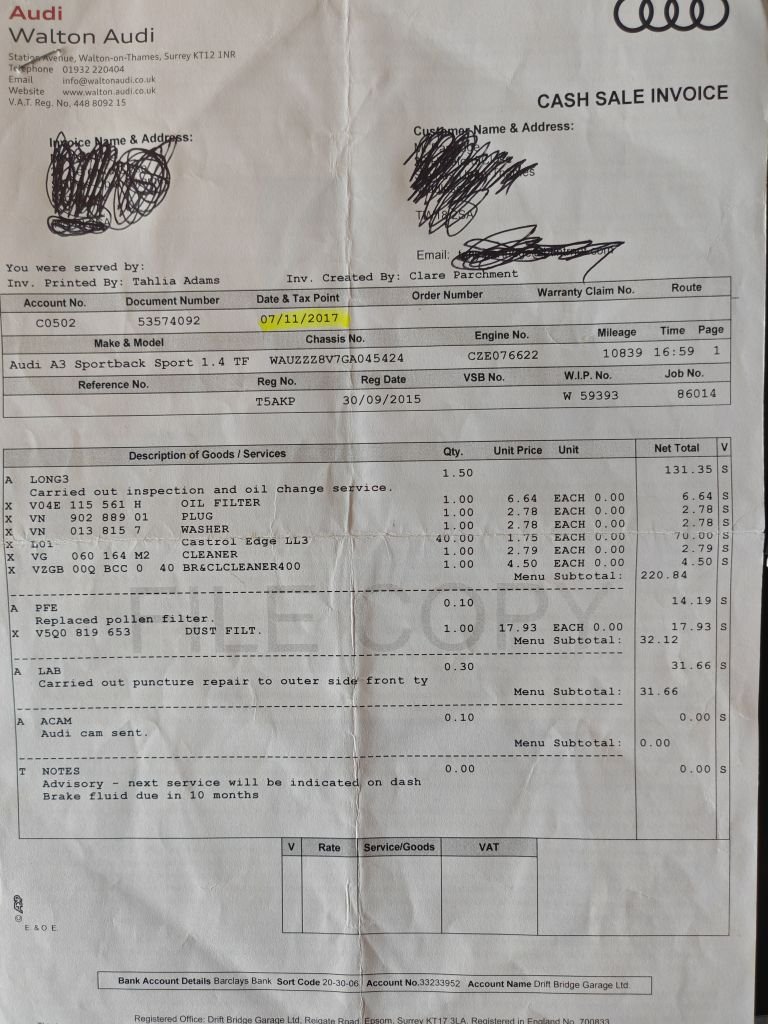 Audi
Walton Audi
Station Avenue, Walton-on-Thames, Surrey KT12 1NR
Telephone 01932 220404
Email info@waltonaudi.co.uk
Website www.walton.audi.co.uk
V.A.T. Reg. No. 448 8092 15
CASH SALE INVOICE
Invoice Name & Address:
Customer Name & Address:
Email:
You were served by:
Inv. Printed By: Tahlia Adams Inv. Created By: Clare Parchment
Account No. Document Number Date & Tax Point Order Number Warranty Claim No. Route
C0502 53574092 07/11/2017
Make & Model Chassis No. Engine No. Mileage Time Page
Audi A3 Sportback Sport 1.4 TF WAUZZZ8V7GA045424 CZE076622 10839 16:59 1
Reference No. Reg No. Reg Date VSB No. W.I.P. No. Job No.
T5AKP 30/09/2015 W 59393 86014
Description of Goods / Services Qty. Unit Price Unit Net Total V
A LONG3 1.50 131.35 S
Carried out inspection and oil change service.
X V04E 115 561 H OIL FILTER 1.00 6.64 EACH 0.00 6.64 S
X VN 902 889 01 PLUG 1.00 2.78 EACH 0.00 2.78 S
X VN 013 815 7 WASHER 1.00 2.78 EACH 0.00 2.78 S
X L01 Castrol Edge LL3 40.00 1.75 EACH 0.00 70.00 S
X VG 060 164 M2 CLEANER 1.00 2.79 EACH 0.00 2.79 S
X VZGB 00Q BCC 0 40 BR&CLCLEANER400 1.00 4.50 EACH 0.00 4.50 S
Menu Subtotal: 220.84
A PFE 0.10 14.19 S
Replaced pollen filter.
X V5Q0 819 653 DUST FILT. 1.00 17.93 EACH 0.00 17.93 S
Menu Subtotal: 32.12
FILE COPY
A LAB 0.30 31.66 S
Carried out puncture repair to outer side front ty
Menu Subtotal: 31.66
A ACAM 0.10 0.00 S
Audi cam sent.
Menu Subtotal: 0.00
T NOTES 0.00 0.00 S
Advisory - next service will be indicated on dash
Brake fluid due in 10 months
V Rate Service/Goods VAT
E & O E.
Bank Account Details Barclays Bank Sort Code 20-30-06 Account No.33233952 Account Name Drift Bridge Garage Ltd.
Registered Office: Drift Bridge Garage Ltd, Reigate Road, Epsom, Surrey KT17 3LA. Registered in England No. 700833